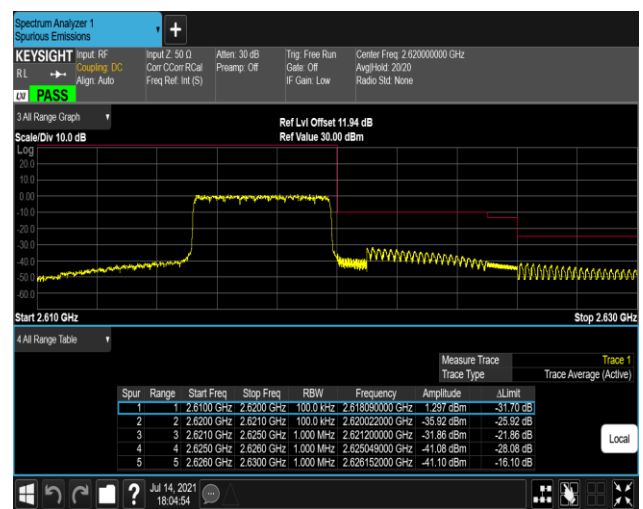 Spectrum Analyzer 1
Spurious Emissions
+
KEYSIGHT Input: RF Input Z: 50 Ω Atten: 30 dB Trig: Free Run Center Freq: 2.620000000 GHz
RL Coupling: DC Corr CCorr RCal Preamp: Off Gate: Off Avg|Hold: 20/20
Align: Auto Freq Ref: Int (S) IF Gain: Low Radio Std: None
LXI PASS
3 All Range Graph
Ref Lvl Offset 11.94 dB
Scale/Div 10.0 dB Ref Value 30.00 dBm
Log
20.0
10.0
0.00
-10.0
-20.0
-30.0
-40.0
-50.0
-60.0
Start 2.610 GHz Stop 2.630 GHz
4 All Range Table
Measure Trace Trace 1
Trace Type Trace Average (Active)
Spur Range Start Freq Stop Freq RBW Frequency Amplitude ΔLimit
1 1 2.6100 GHz 2.6200 GHz 100.0 kHz 2.618090000 GHz 1.297 dBm -31.70 dB
2 2 2.6200 GHz 2.6210 GHz 100.0 kHz 2.620022000 GHz -35.92 dBm -25.92 dB
3 3 2.6210 GHz 2.6250 GHz 1.000 MHz 2.621200000 GHz -31.86 dBm -21.86 dB
4 4 2.6250 GHz 2.6260 GHz 1.000 MHz 2.625049000 GHz -41.08 dBm -28.08 dB
5 5 2.6260 GHz 2.6300 GHz 1.000 MHz 2.626152000 GHz -41.10 dBm -16.10 dB
Local
? Jul 14, 2021
18:04:54